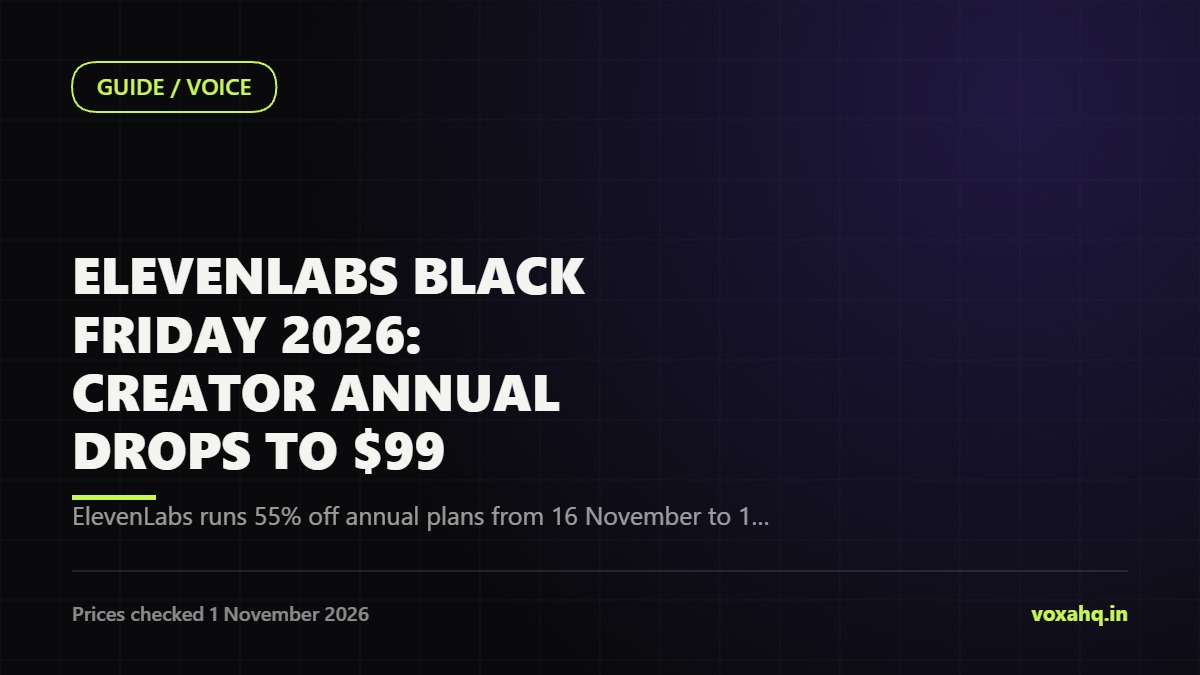 GUIDE / VOICE
ELEVENLABS BLACK
FRIDAY 2026:
CREATOR ANNUAL
DROPS TO $99
ElevenLabs runs 55% off annual plans from 16 November to 1...
Prices checked 1 November 2026
voxahq.in